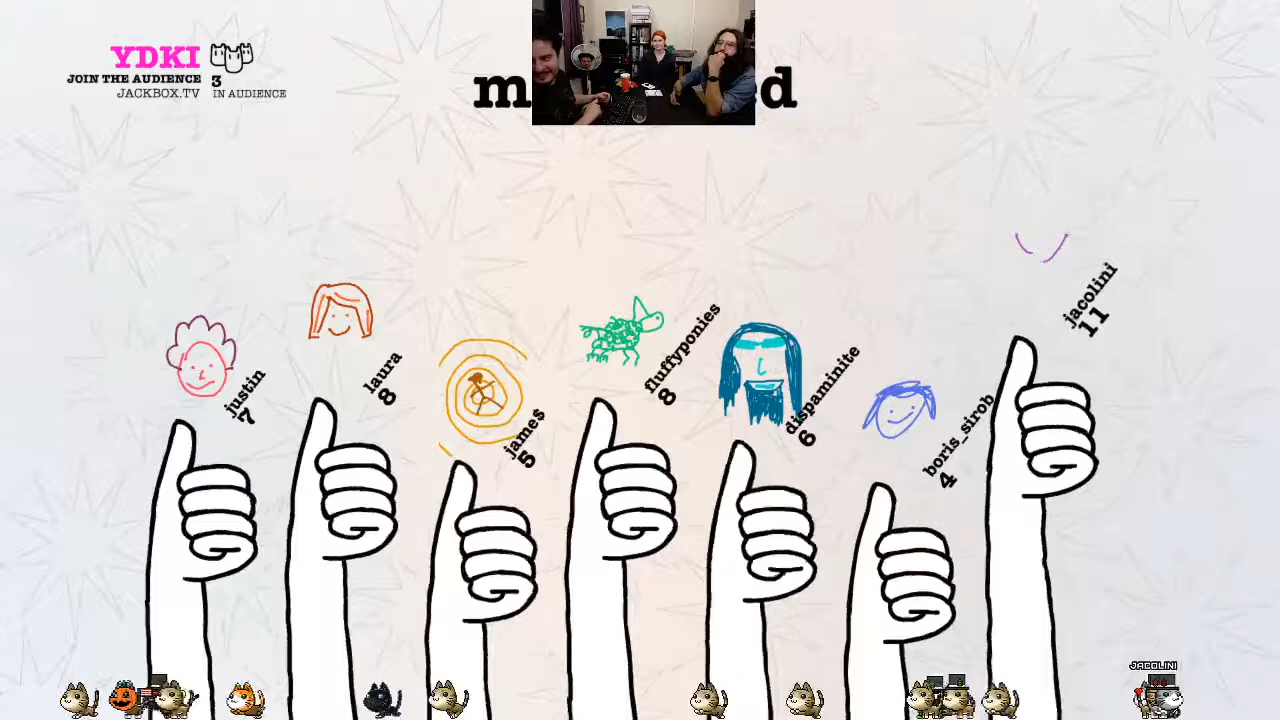 YDKI
JOIN THE AUDIENCE 3
JACKBOX.TV IN AUDIENCE
justin
7
laura
8
james
5
fluffyponies
8
dispaminite
6
boris_sirob
4
jacolini
11
JACOLINI